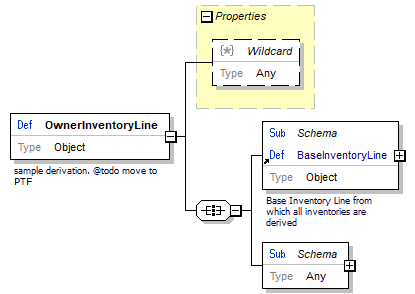 Properties
{*} Wildcard
Type Any
Def OwnerInventoryLine
Type Object
sample derivation. @todo move to
PTF
Sub Schema
Def BaseInventoryLine
Type Object
Base Inventory Line from
which all inventories are
derived
Sub Schema
Type Any